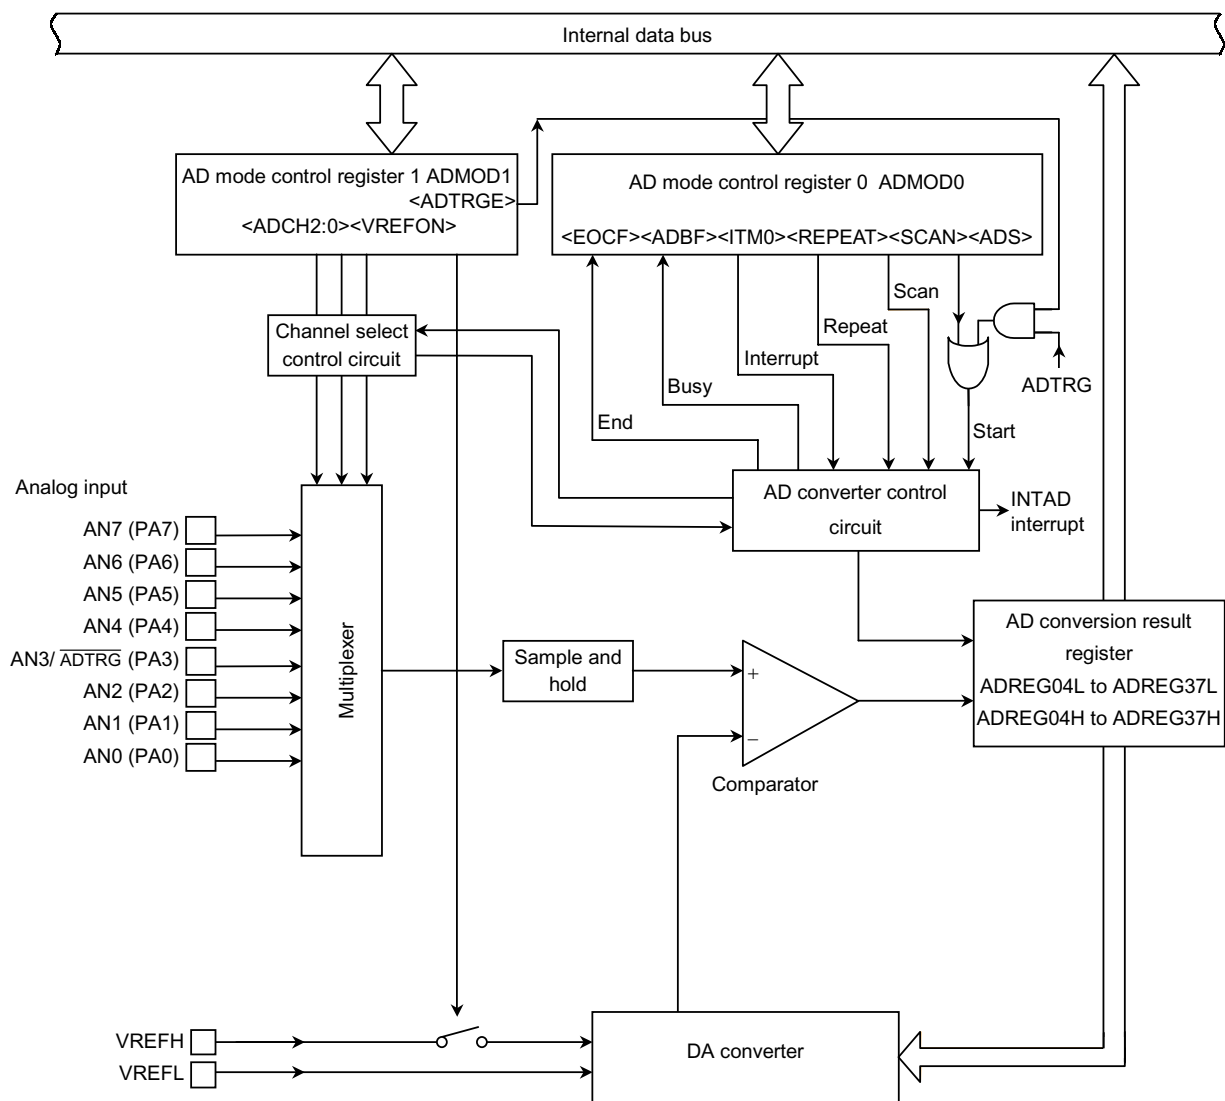 Internal data bus
AD mode control register 1 ADMOD1
<ADTRGE>
<ADCH2:0><VREFON>
AD mode control register 0 ADMOD0
<EOCF><ADBF><ITM0><REPEAT><SCAN><ADS>
Scan
Repeat
Interrupt
Busy
End
ADTRG
Start
Channel select
control circuit
AD converter control
circuit
INTAD
interrupt
Analog input
AN7 (PA7)
AN6 (PA6)
AN5 (PA5)
AN4 (PA4)
AN3/ ADTRG (PA3)
AN2 (PA2)
AN1 (PA1)
AN0 (PA0)
Multiplexer
Sample and
hold
+
−
Comparator
AD conversion result
register
ADREG04L to ADREG37L
ADREG04H to ADREG37H
VREFH
VREFL
DA converter